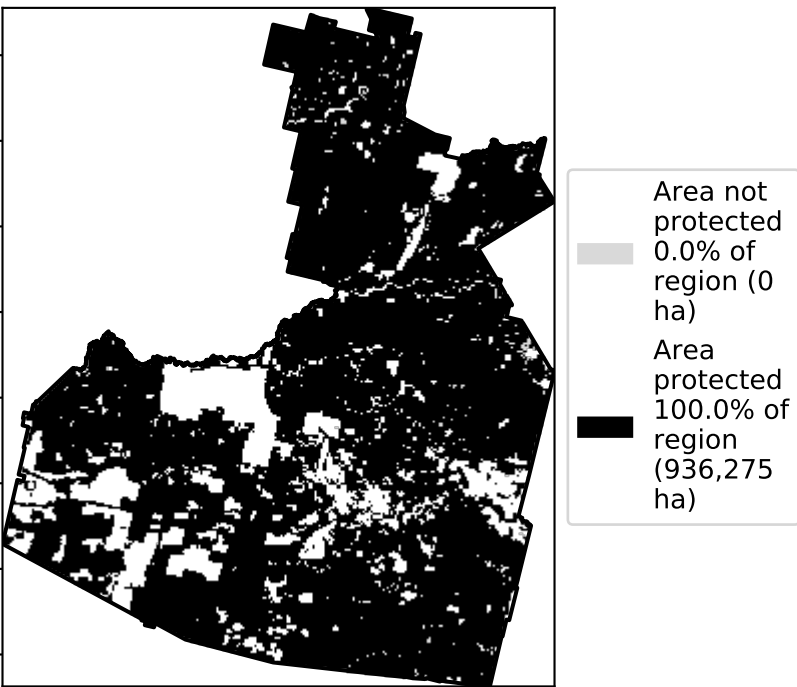 Area not
protected
0.0% of
region (0
ha)
Area
protected
100.0% of
region
(936,275
ha)